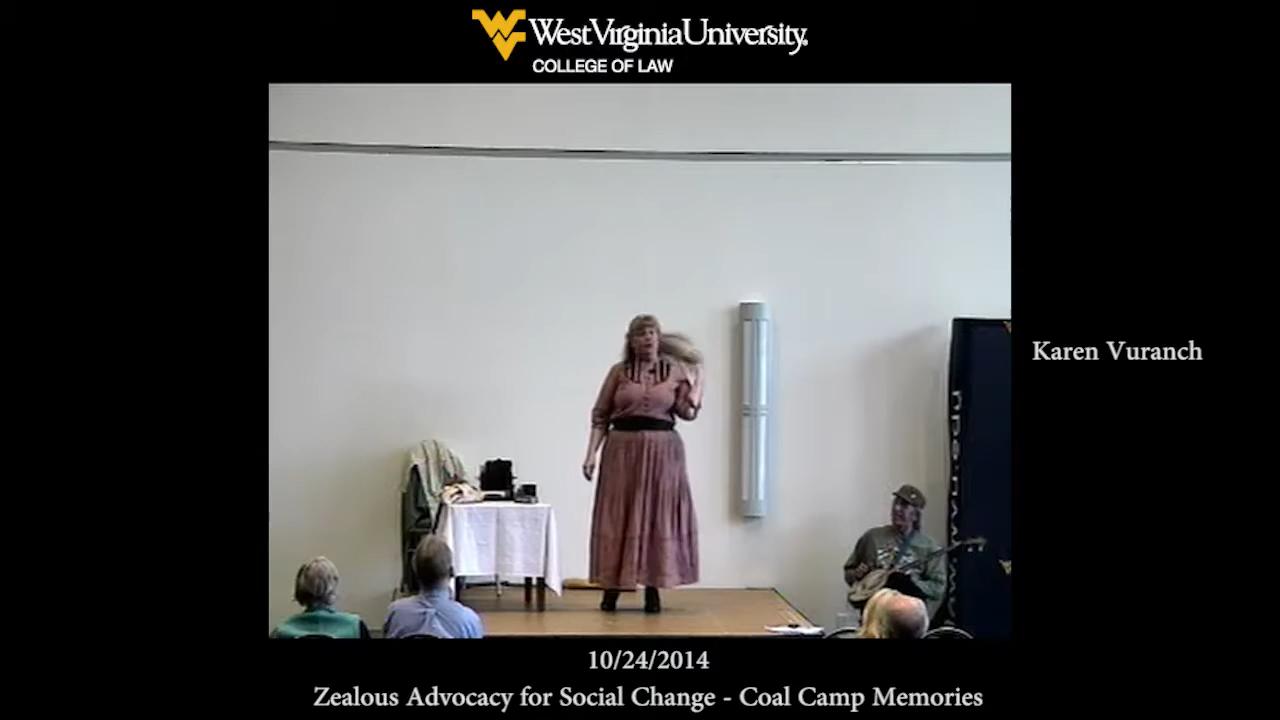 WestVirginiaUniversity.
COLLEGE OF LAW
Karen Vuranch
10/24/2014
Zealous Advocacy for Social Change - Coal Camp Memories